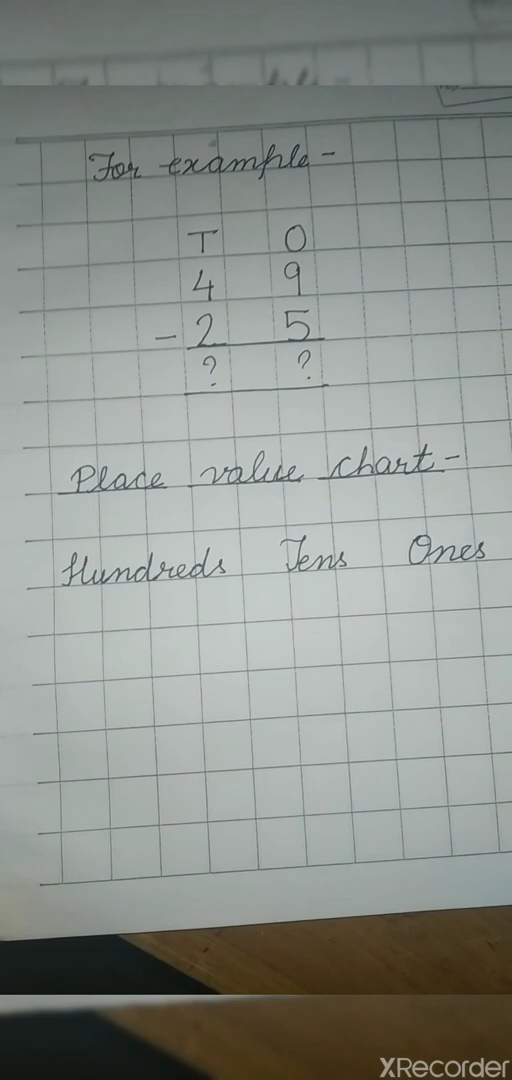 For example-
T O
4 9
- 2 5
? ?
Place value chart-
Hundreds Tens Ones
XRecorder